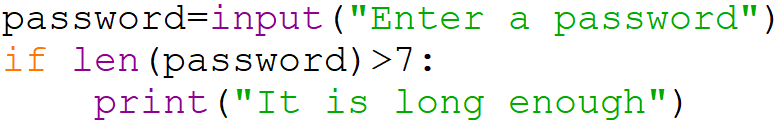 password=input("Enter a password")
if len(password)>7:
    print("It is long enough")